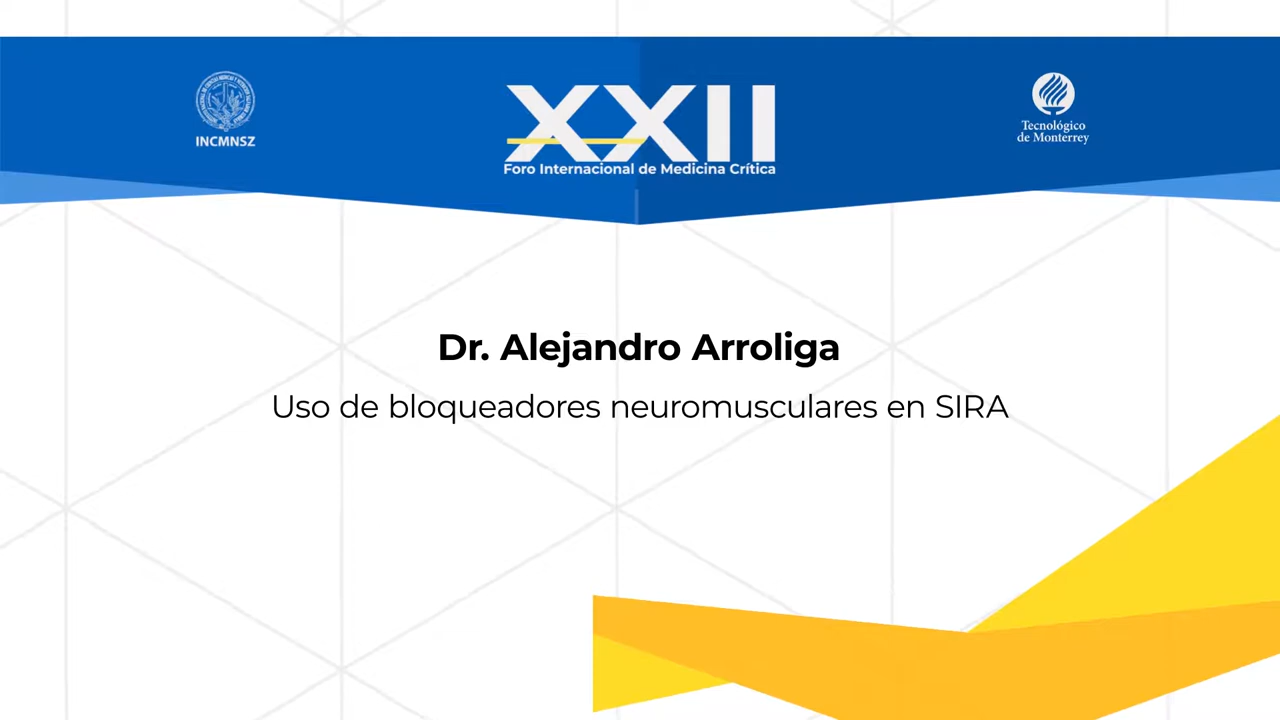 INCMNSZ
XXII
Foro Internacional de Medicina Crítica
Tecnológico
de Monterrey
Dr. Alejandro Arroliga
Uso de bloqueadores neuromusculares en SIRA